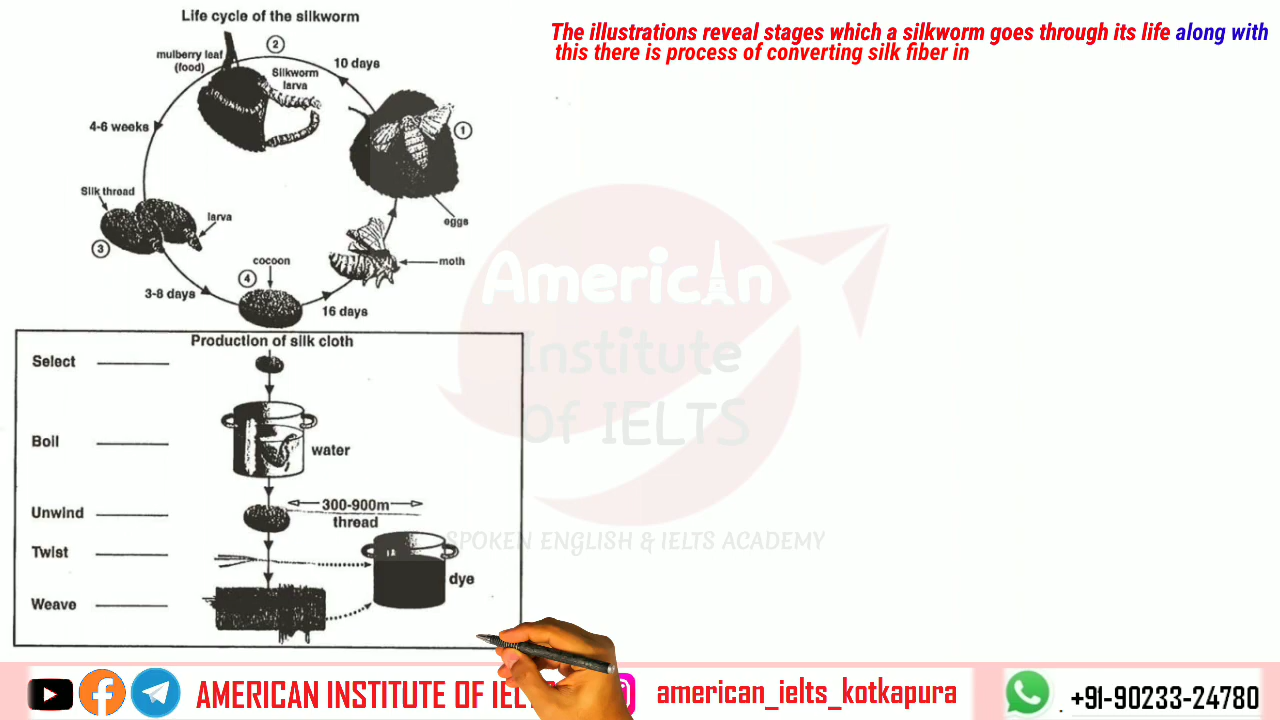 Life cycle of the silkworm
2
mulberry leaf
(food)
Silkworm
larva
10 days
1
4-6 weeks
Silk thread
larva
3
eggs
cocoon
4
moth
3-8 days
16 days
Production of silk cloth
Select
Boil
water
Unwind
300-900m
thread
Twist
dye
Weave
The illustrations reveal stages which a silkworm goes through its life along with
this there is process of converting silk fiber in
American
Institute
Of IELTS
SPOKEN ENGLISH & IELTS ACADEMY
AMERICAN INSTITUTE OF
american_ielts_kotkapura
+91-90233-24780